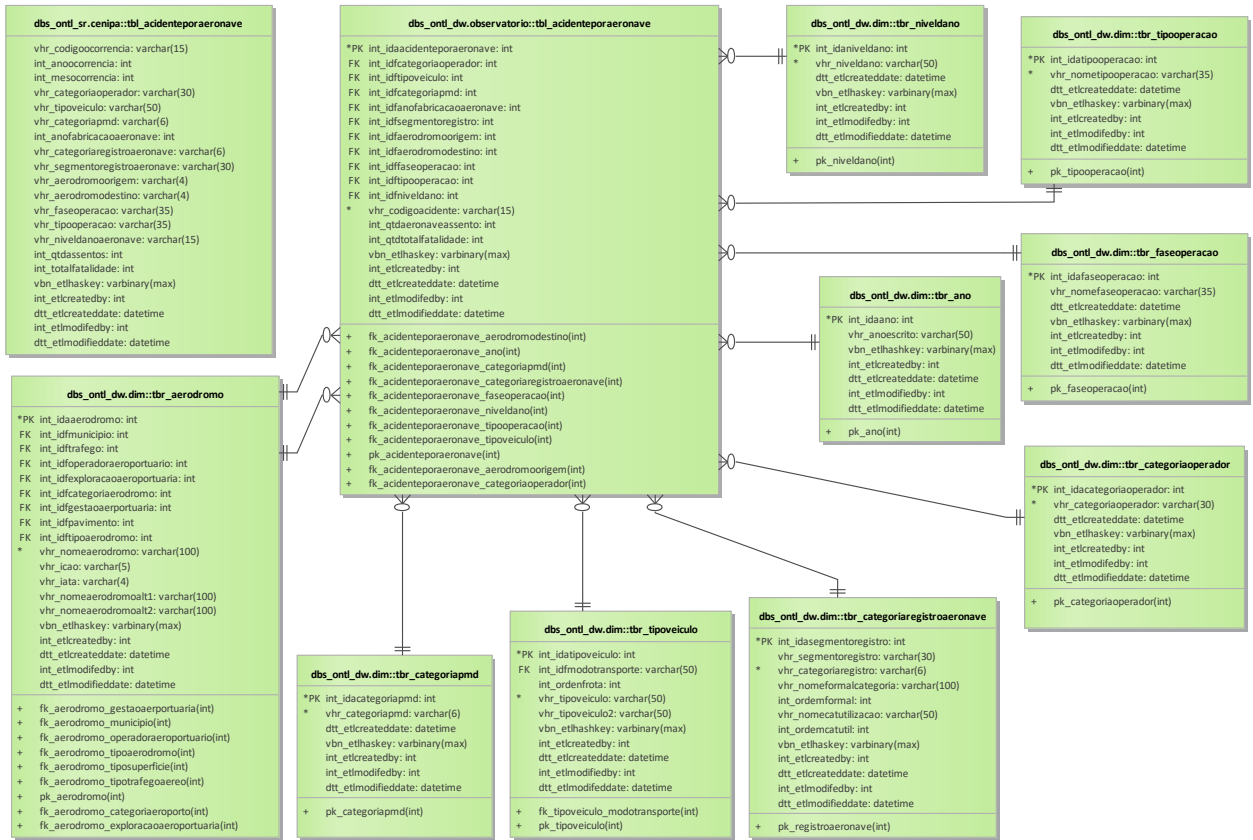 dbs_ontl_sr.cenipa::tbl_acidenteporaeronave
vhr_codigoocorrencia: varchar(15)
int_anoocorrencia: int
int_mesocorrencia: int
vhr_categoriaoperador: varchar(30)
vhr_tipoveiculo: varchar(50)
vhr_categoriapmd: varchar(6)
int_anofabricacaoaeronave: int
vhr_categoriaregistroaeronave: varchar(6)
vhr_segmentoregistroaeronave: varchar(30)
vhr_aerodromoorigem: varchar(4)
vhr_aerodromodestino: varchar(4)
vhr_faseoperacao: varchar(35)
vhr_tipooperacao: varchar(35)
vhr_niveldanoaeronave: varchar(15)
int_qtdassentos: int
int_totalfatalidade: int
vbn_etlhaskey: varbinary(max)
int_etlcreatedby: int
dtt_etlcreateddate: datetime
int_etlmodifedby: int
dtt_etlmodifieddate: datetime
dbs_ontl_dw.observatorio::tbl_acidenteporaeronave
*PK int_idaacidenteporaeronave: int
FK int_idfcategoriaoperador: int
FK int_idftipoveiculo: int
FK int_idfcategoriapmd: int
FK int_idfanofabricacaoaeronave: int
FK int_idfsegmentoregistro: int
FK int_idfaerodromoorigem: int
FK int_idfaerodromodestino: int
FK int_idffaseoperacao: int
FK int_idftipooperacao: int
FK int_idfniveldano: int
* vhr_codigoacidente: varchar(15)
int_qtdaeronaveassento: int
int_qtdtotalfatalidade: int
vbn_etlhaskey: varbinary(max)
int_etlcreatedby: int
dtt_etlcreateddate: datetime
int_etlmodifedby: int
dtt_etlmodifieddate: datetime
+ fk_acidenteporaeronave_aerodromodestino(int)
+ fk_acidenteporaeronave_ano(int)
+ fk_acidenteporaeronave_categoriapmd(int)
+ fk_acidenteporaeronave_categoriaregistroaeronave(int)
+ fk_acidenteporaeronave_faseoperacao(int)
+ fk_acidenteporaeronave_niveldano(int)
+ fk_acidenteporaeronave_tipooperacao(int)
+ fk_acidenteporaeronave_tipoveiculo(int)
+ pk_acidenteporaeronave(int)
+ fk_acidenteporaeronave_aerodromoorigem(int)
+ fk_acidenteporaeronave_categoriaoperador(int)
dbs_ontl_dw.dim::tbr_niveldano
*PK int_idaniveldano: int
* vhr_niveldano: varchar(50)
dtt_etlcreateddate: datetime
vbn_etlhaskey: varbinary(max)
int_etlcreatedby: int
int_etlmodifedby: int
dtt_etlmodifieddate: datetime
+ pk_niveldano(int)
dbs_ontl_dw.dim::tbr_tipooperacao
*PK int_idatipooperacao: int
* vhr_nometipooperacao: varchar(35)
dtt_etlcreateddate: datetime
vbn_etlhaskey: varbinary(max)
int_etlcreatedby: int
int_etlmodifedby: int
dtt_etlmodifieddate: datetime
+ pk_tipooperacao(int)
dbs_ontl_dw.dim::tbr_faseoperacao
*PK int_idafaseoperacao: int
vhr_nomefaseoperacao: varchar(35)
dtt_etlcreateddate: datetime
vbn_etlhaskey: varbinary(max)
int_etlcreatedby: int
int_etlmodifedby: int
dtt_etlmodifieddate: datetime
+ pk_faseoperacao(int)
dbs_ontl_dw.dim::tbr_ano
*PK int_idaano: int
vhr_anoescrito: varchar(50)
vbn_etlhashkey: varbinary(max)
int_etlcreatedby: int
dtt_etlcreateddate: datetime
int_etlmodifiedby: int
dtt_etlmodifieddate: datetime
+ pk_ano(int)
dbs_ontl_dw.dim::tbr_aerodromo
*PK int_idaaerodromo: int
FK int_idfmunicipio: int
FK int_idftrafego: int
FK int_idfoperadoraeroportuario: int
FK int_idfexploracaoaeroportuaria: int
FK int_idfcategoriaerodromo: int
FK int_idfgestaoaerportuaria: int
FK int_idfpavimento: int
FK int_idftipoaerodromo: int
* vhr_nomeaerodromo: varchar(100)
vhr_icao: varchar(5)
vhr_iata: varchar(4)
vhr_nomeaerodromoalt1: varchar(100)
vhr_nomeaerodromoalt2: varchar(100)
vbn_etlhaskey: varbinary(max)
int_etlcreatedby: int
dtt_etlcreateddate: datetime
int_etlmodifedby: int
dtt_etlmodifieddate: datetime
+ fk_aerodromo_gestaoaerportuaria(int)
+ fk_aerodromo_municipio(int)
+ fk_aerodromo_operadoraeroportuario(int)
+ fk_aerodromo_tipoaerodromo(int)
+ fk_aerodromo_tiposuperficie(int)
+ fk_aerodromo_tipotrafegoaereo(int)
+ pk_aerodromo(int)
+ fk_aerodromo_categoriaeroporto(int)
+ fk_aerodromo_exploracaoaeroportuaria(int)
dbs_ontl_dw.dim::tbr_categoriaoperador
*PK int_idacategoriaoperador: int
* vhr_categoriaoperador: varchar(30)
dtt_etlcreateddate: datetime
vbn_etlhaskey: varbinary(max)
int_etlcreatedby: int
int_etlmodifedby: int
dtt_etlmodifieddate: datetime
+ pk_categoriaoperador(int)
dbs_ontl_dw.dim::tbr_categoriapmd
*PK int_idacategoriapmd: int
* vhr_categoriapmd: varchar(6)
dtt_etlcreateddate: datetime
vbn_etlhaskey: varbinary(max)
int_etlcreatedby: int
int_etlmodifedby: int
dtt_etlmodifieddate: datetime
+ pk_categoriapmd(int)
dbs_ontl_dw.dim::tbr_tipoveiculo
*PK int_idatipoveiculo: int
FK int_idfmodotransporte: varchar(50)
int_ordenfrota: int
* vhr_tipoveiculo: varchar(50)
vhr_tipoveiculo2: varchar(50)
vbn_etlhashkey: varbinary(max)
int_etlcreatedby: int
dtt_etlcreateddate: datetime
int_etlmodifiedby: int
dtt_etlmodifeddate: datetime
+ fk_tipoveiculo_modotransporte(int)
+ pk_tipoveiculo(int)
dbs_ontl_dw.dim::tbr_categoriaregistroaeronave
*PK int_idasegmentoregistro: int
vhr_segmentoregistro: varchar(30)
* vhr_categoriaregistro: varchar(6)
vhr_nomeformalcategoria: varchar(100)
int_ordemformal: int
vhr_nomecatutilizacao: varchar(50)
int_ordemcatutil: int
vbn_etlhaskey: varbinary(max)
int_etlcreatedby: int
dtt_etlcreateddate: datetime
int_etlmodifedby: int
dtt_etlmodifieddate: datetime
+ pk_registroaeronave(int)